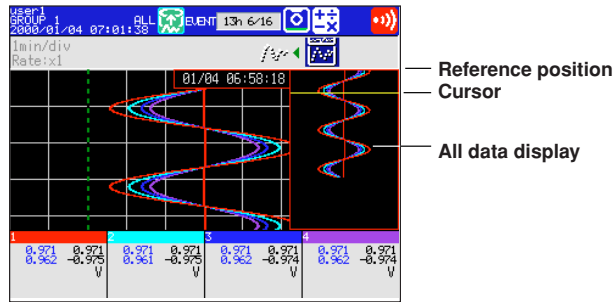 user1
GROUP 1 ALL EVENT 13h 6/16
2000/01/04 07:01:38
1min/div
Rate:x1
01/04 06:58:18
Reference position
Cursor
All data display
1 2 3 4
0.971 0.971 0.971 0.971 0.971 0.971 0.971 0.971
0.962 -0.975 0.961 -0.975 0.962 -0.974 0.962 -0.974
V V V V